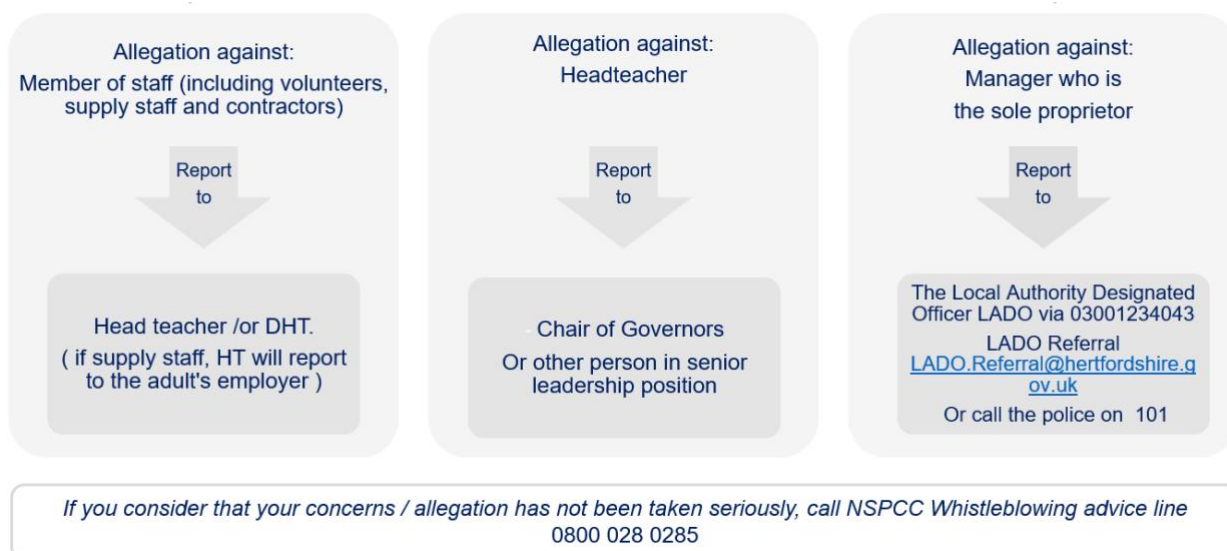 Allegation against:
Member of staff (including volunteers,
supply staff and contractors)
Report
to
Head teacher /or DHT.
( if supply staff, HT will report
to the adult's employer )
Allegation against:
Headteacher
Report
to
- Chair of Governors
Or other person in senior
leadership position
Allegation against:
Manager who is
the sole proprietor
Report
to
The Local Authority Designated
Officer LADO via 03001234043
LADO Referral
LADO.Referral@hertfordshire.g
ov.uk
Or call the police on 101
If you consider that your concerns / allegation has not been taken seriously, call NSPCC Whistleblowing advice line
0800 028 0285